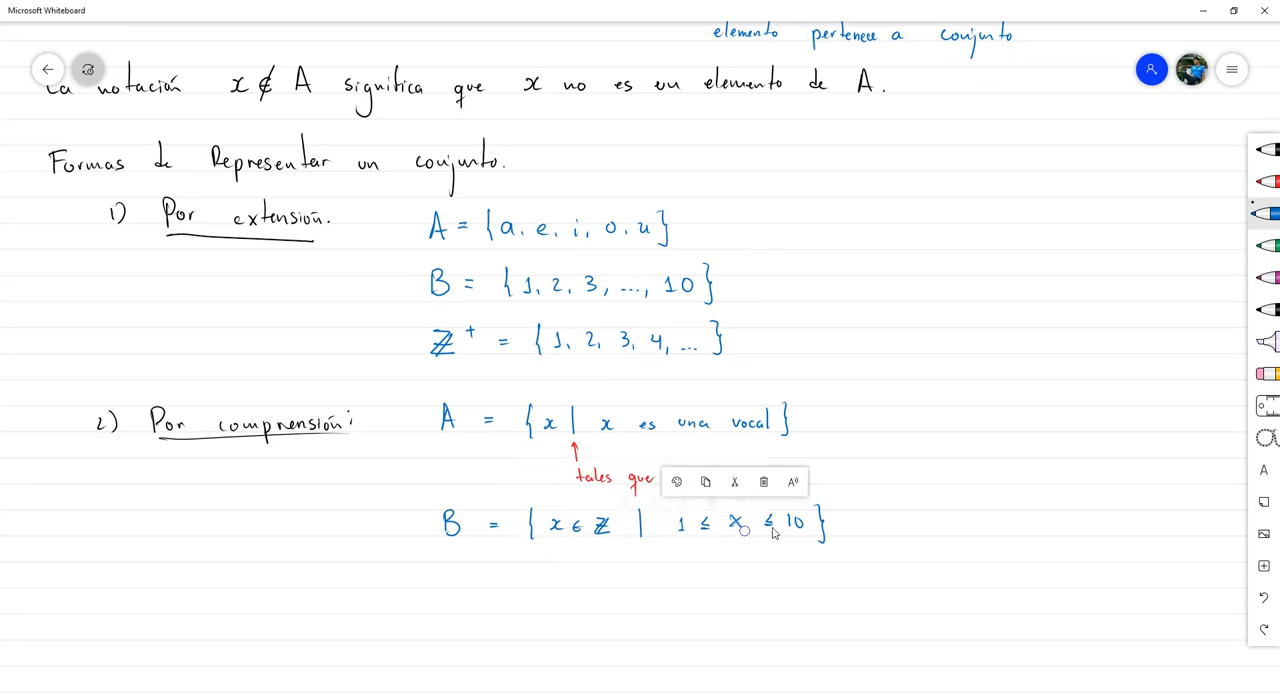 Microsoft Whiteboard
elemento pertenece a conjunto
La notación x ∉ A significa que x no es un elemento de A.
Formas de Representar un conjunto.
1) Por extensión. A = {a, e, i, o, u}
B = {1, 2, 3, ..., 10}
ℤ⁺ = {1, 2, 3, 4, ...}
2) Por comprensión: A = {x | x es una vocal}
tales que
B = {x ∈ ℤ | 1 ≤ x ≤ 10}